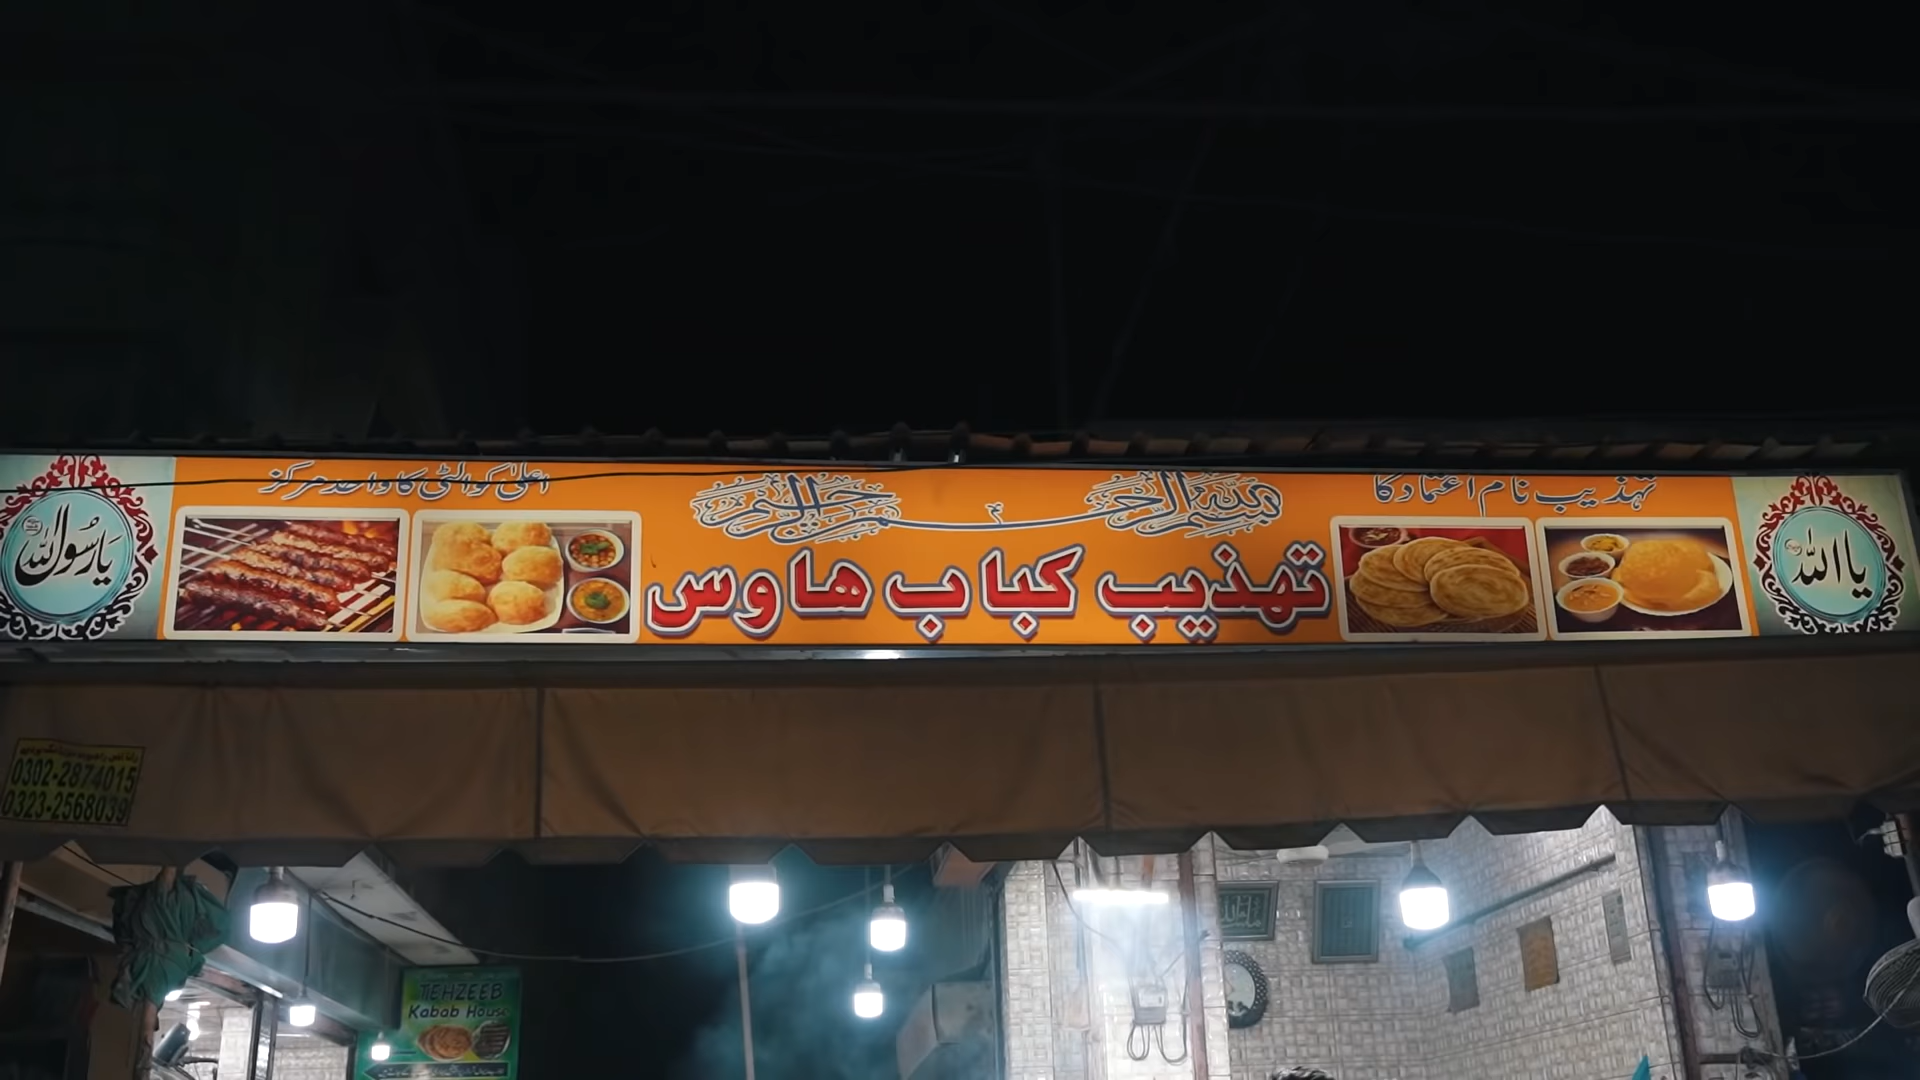 تہذیب نام اعتماد کا
بسم اللہ الرحمن الرحیم
اعلیٰ کوالٹی کا واحد مرکز
یا اللہ
تہذیب کباب ہاوس
یا رسول اللہ
0302-2874015
0323-2568039
TEHZEEB
Kabab House